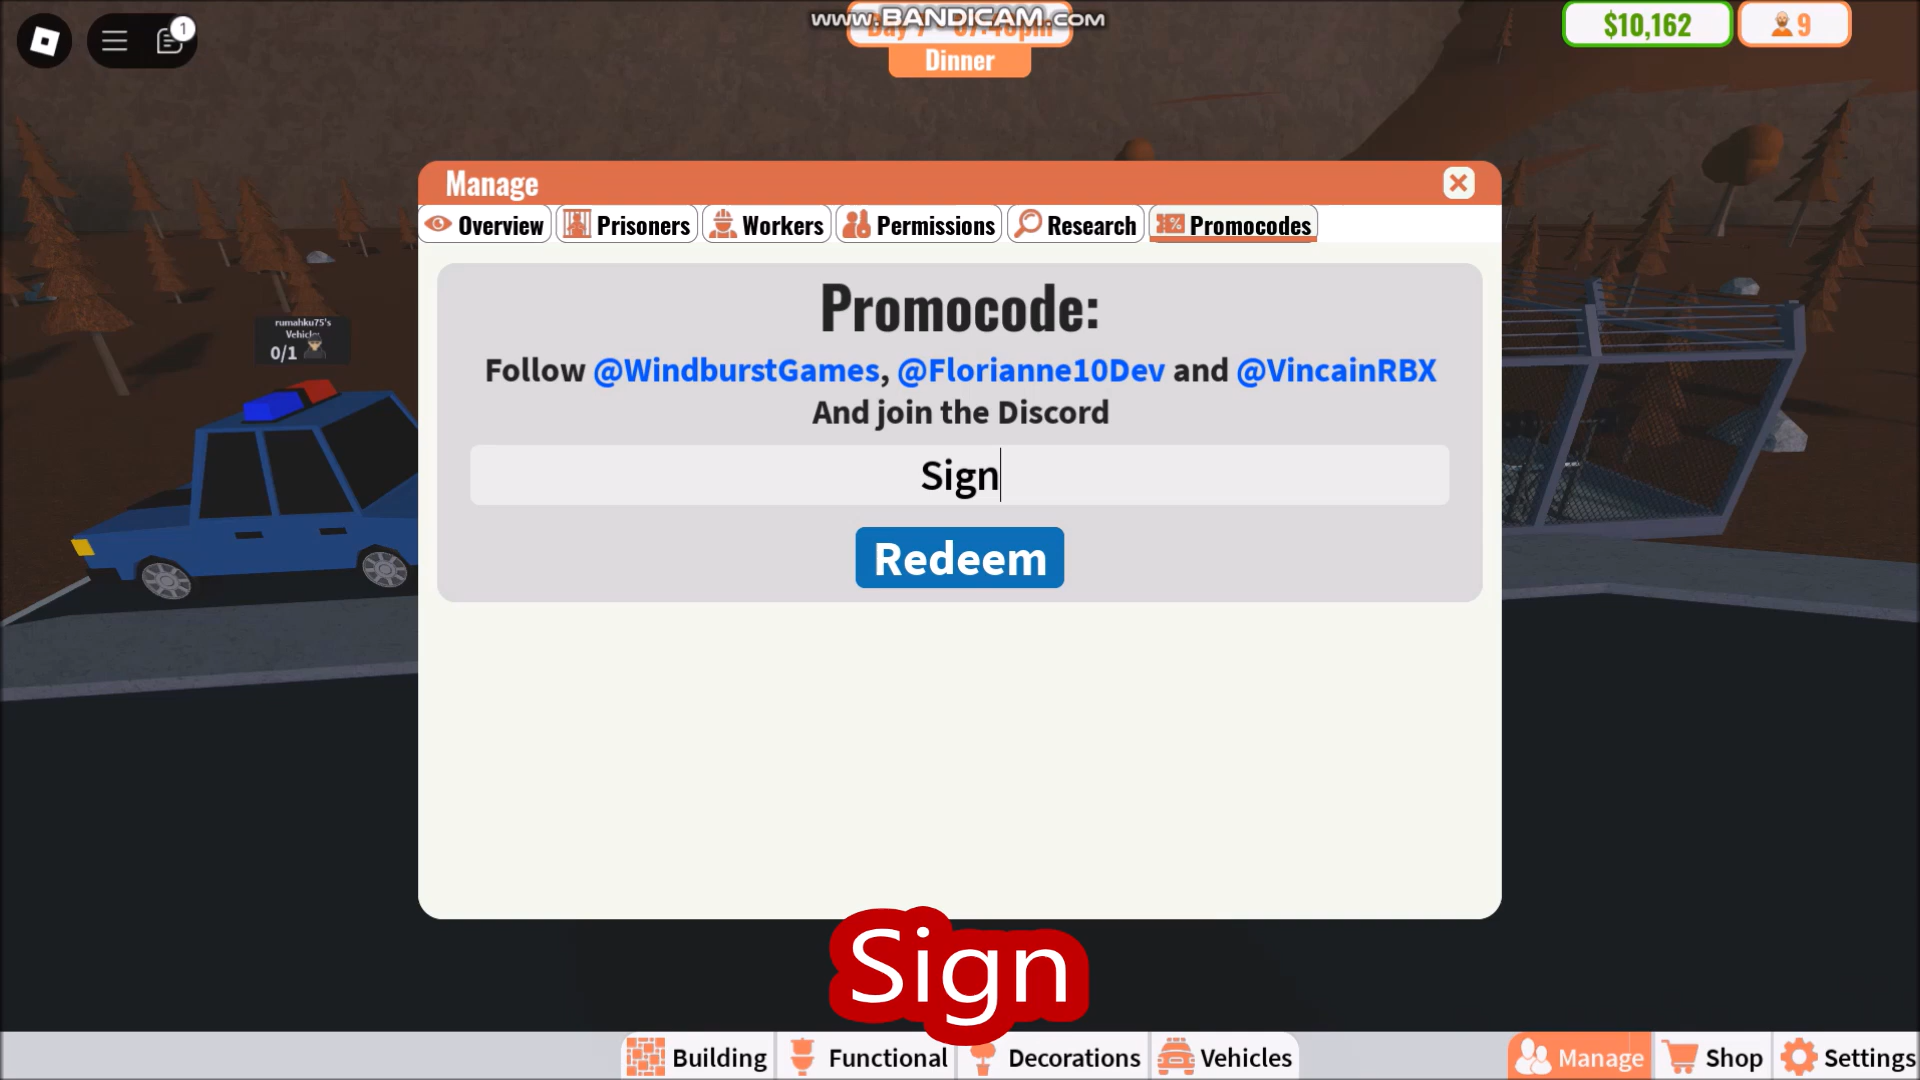 www.BANDICAM.com
Dinner
$10,162
9
1
Manage
Overview
Prisoners
Workers
Permissions
Research
Promocodes
Promocode:
Follow @WindburstGames, @Florianne10Dev and @VincainRBX
And join the Discord
Sign
Redeem
rumahku75's
0/1
Sign
Building
Functional
Decorations
Vehicles
Manage
Shop
Settings